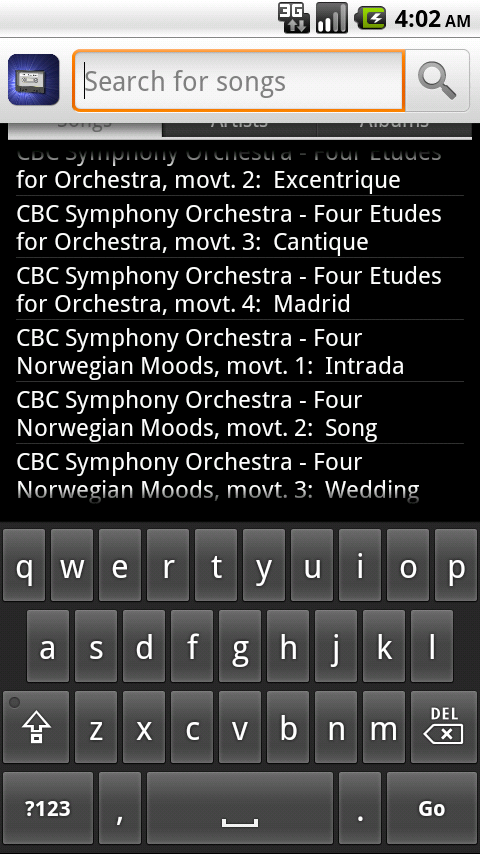 3G 4:02 AM
Search for songs
Songs Artists Albums
CBC Symphony Orchestra - Four Etudes
for Orchestra, movt. 2: Excentrique
CBC Symphony Orchestra - Four Etudes
for Orchestra, movt. 3: Cantique
CBC Symphony Orchestra - Four Etudes
for Orchestra, movt. 4: Madrid
CBC Symphony Orchestra - Four
Norwegian Moods, movt. 1: Intrada
CBC Symphony Orchestra - Four
Norwegian Moods, movt. 2: Song
CBC Symphony Orchestra - Four
Norwegian Moods, movt. 3: Wedding
q w e r t y u i o p
a s d f g h j k l
z x c v b n m DEL
?123 , . Go